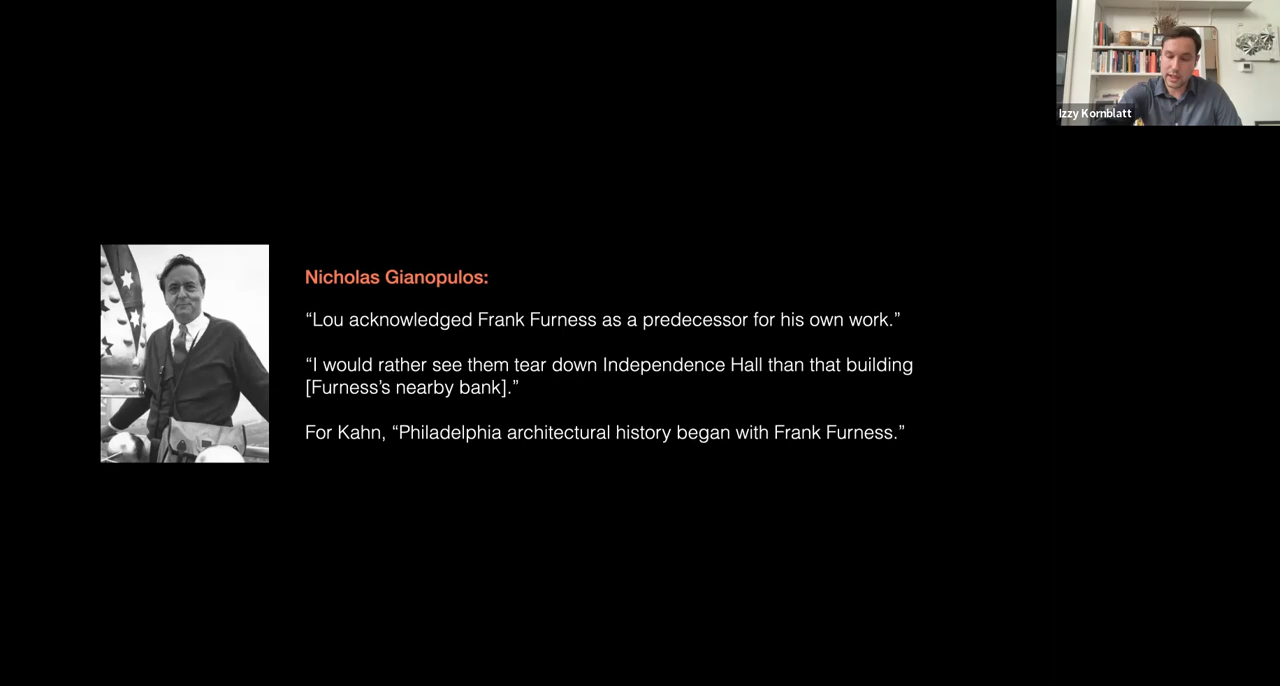 Izzy Kornblatt
Nicholas Gianopulos:
“Lou acknowledged Frank Furness as a predecessor for his own work.”
“I would rather see them tear down Independence Hall than that building
[Furness’s nearby bank].”
For Kahn, “Philadelphia architectural history began with Frank Furness.”